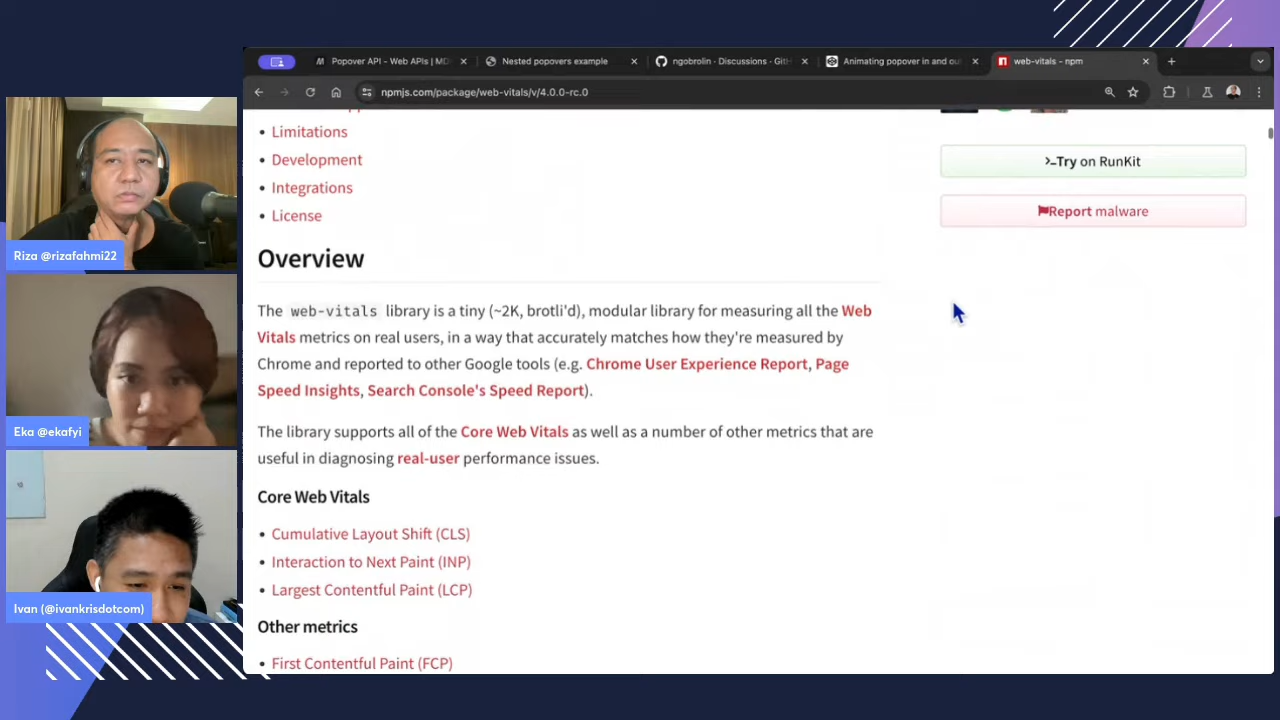 Popover API - Web APIs | MD
Nested popovers example
ngobrolin · Discussions · GitH
Animating popover in and ou
web-vitals - npm
npmjs.com/package/web-vitals/v/4.0.0-rc.0
Limitations
Development
Integrations
License
>_Try on RunKit
Report malware
Overview
The web-vitals library is a tiny (~2K, brotli'd), modular library for measuring all the Web
Vitals metrics on real users, in a way that accurately matches how they're measured by
Chrome and reported to other Google tools (e.g. Chrome User Experience Report, Page
Speed Insights, Search Console's Speed Report).
The library supports all of the Core Web Vitals as well as a number of other metrics that are
useful in diagnosing real-user performance issues.
Core Web Vitals
Cumulative Layout Shift (CLS)
Interaction to Next Paint (INP)
Largest Contentful Paint (LCP)
Other metrics
First Contentful Paint (FCP)
Riza @rizafahmi22
Eka @ekafyi
Ivan (@ivankrisdotcom)